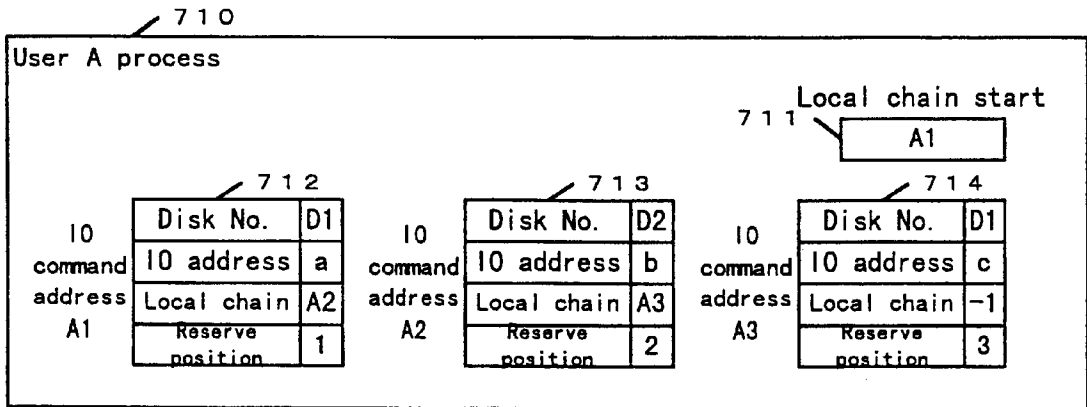 710
User A process
Local chain start
711
A1
712
713
714
IO
command
address
A1
Disk No. D1
IO address a
Local chain A2
Reserve
position 1
IO
command
address
A2
Disk No. D2
IO address b
Local chain A3
Reserve
position 2
IO
command
address
A3
Disk No. D1
IO address c
Local chain -1
Reserve
position 3